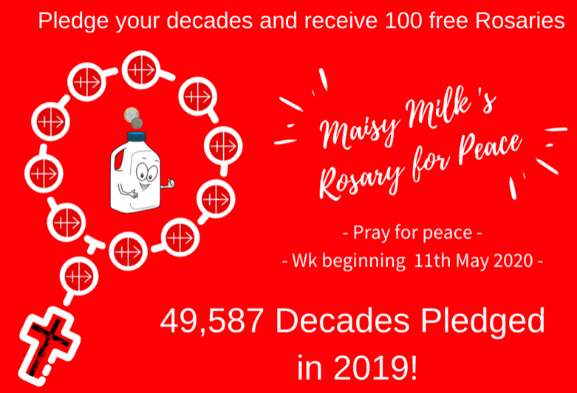 Pledge your decades and receive 100 free Rosaries
Maisy Milk's
Rosary for Peace
- Pray for peace -
- Wk beginning 11th May 2020 -
49,587 Decades Pledged
in 2019!